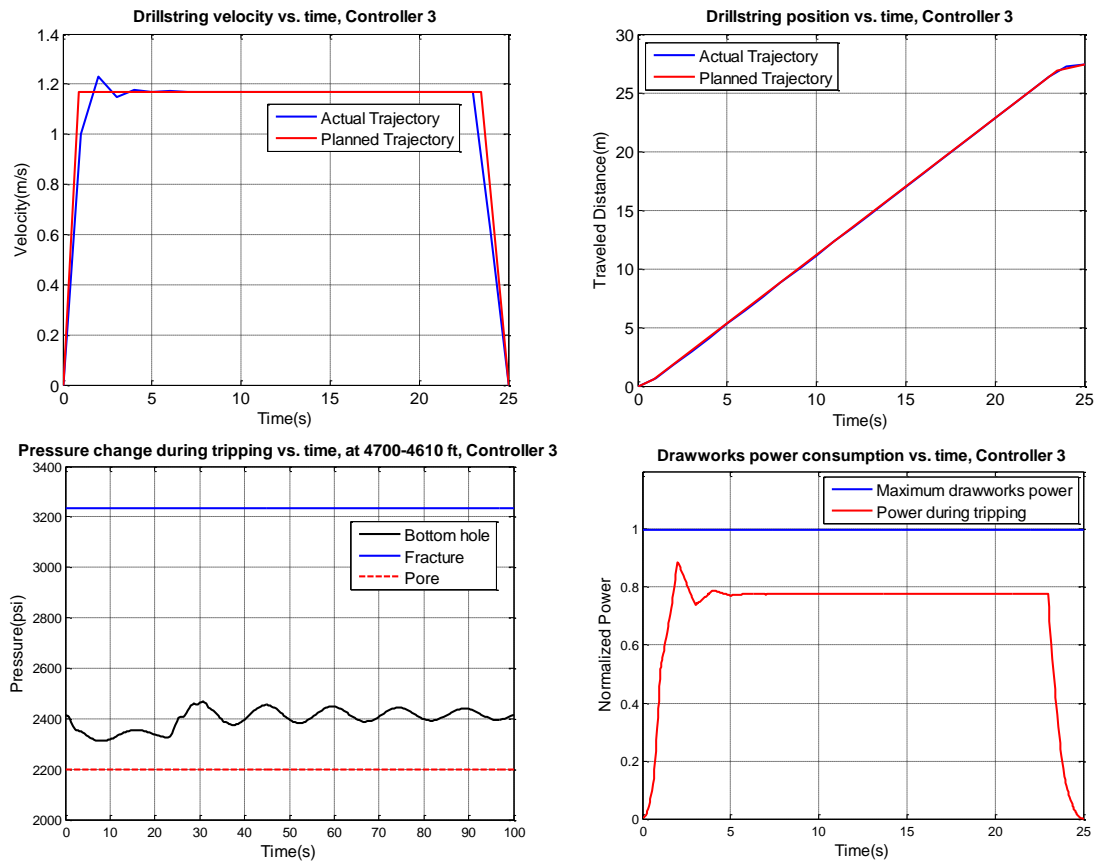 Drillstring velocity vs. time, Controller 3
1.4
1.2
1
0.8
0.6
0.4
0.2
0
Velocity(m/s)
Actual Trajectory
Planned Trajectory
0 5 10 15 20 25
Time(s)
Drillstring position vs. time, Controller 3
30
25
20
15
10
5
0
Traveled Distance(m)
Actual Trajectory
Planned Trajectory
0 5 10 15 20 25
Time(s)
Pressure change during tripping vs. time, at 4700-4610 ft, Controller 3
3400
3200
3000
2800
2600
2400
2200
2000
Pressure(psi)
Bottom hole
Fracture
Pore
0 10 20 30 40 50 60 70 80 90 100
Time(s)
Drawworks power consumption vs. time, Controller 3
1
0.8
0.6
0.4
0.2
0
Normalized Power
Maximum drawworks power
Power during tripping
0 5 10 15 20 25
Time(s)